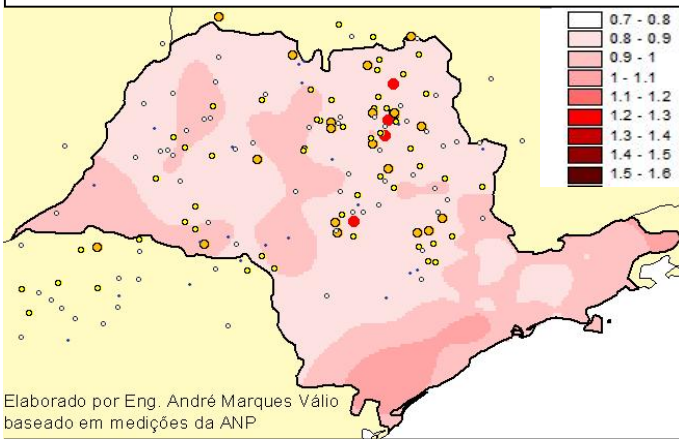 0.7 - 0.8
0.8 - 0.9
0.9 - 1
1 - 1.1
1.1 - 1.2
1.2 - 1.3
1.3 - 1.4
1.4 - 1.5
1.5 - 1.6
Elaborado por Eng. André Marques Válio
baseado em medições da ANP